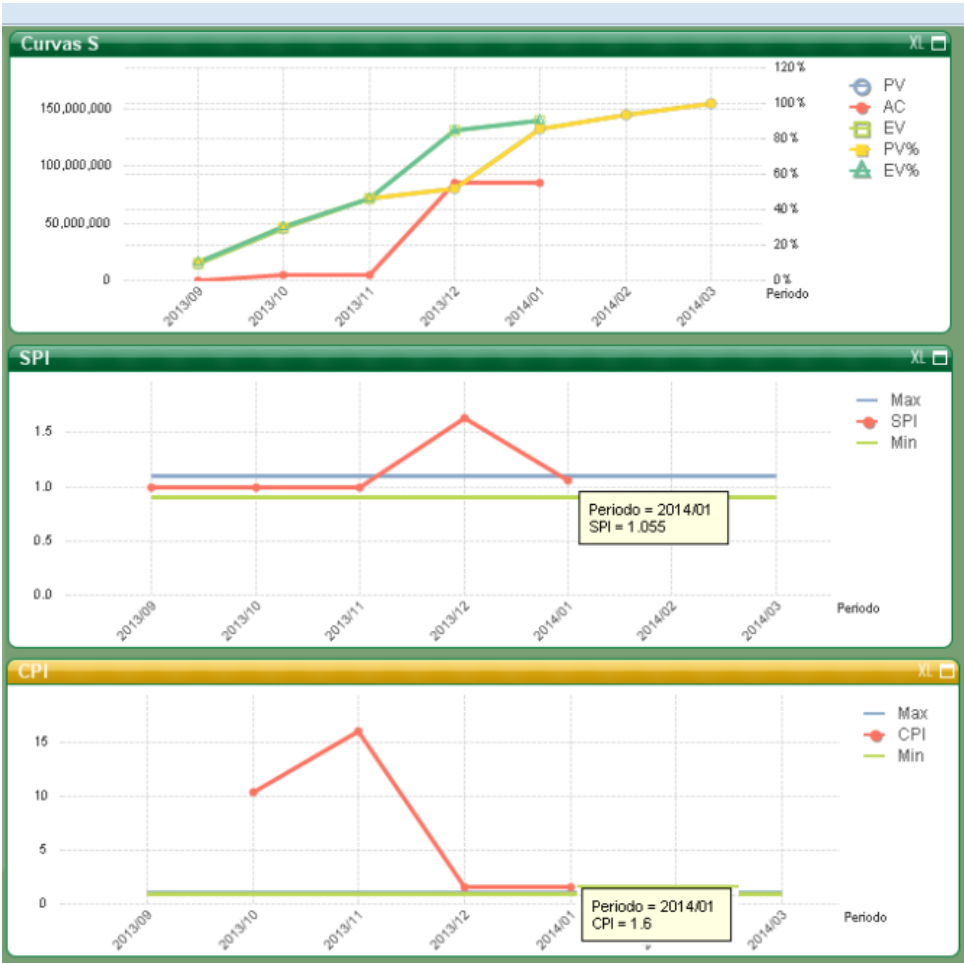 Curvas S XL
150,000,000
100,000,000
50,000,000
0
120%
100%
80%
60%
40%
20%
0%
2013/09 2013/10 2013/11 2013/12 2014/01 2014/02 2014/03
Periodo
PV
AC
EV
PV%
EV%
SPI XL
1.5
1.0
0.5
0.0
2013/09 2013/10 2013/11 2013/12 2014/01 2014/02 2014/03
Periodo
Max
SPI
Min
Periodo = 2014/01
SPI = 1.055
CPI XL
15
10
5
0
2013/09 2013/10 2013/11 2013/12 2014/01 2014/03
Periodo
Max
CPI
Min
Periodo = 2014/01
CPI = 1.6